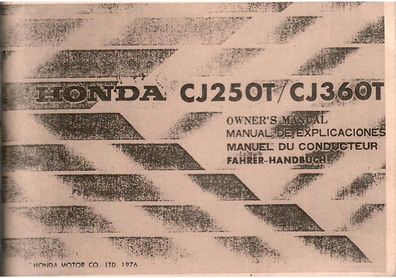 HONDA CJ250T/CJ360T
OWNER'S MANUAL
MANUAL DE EXPLICACIONES
MANUEL DU CONDUCTEUR
FAHRER-HANDBUCH
HONDA MOTOR CO., LTD. 1976